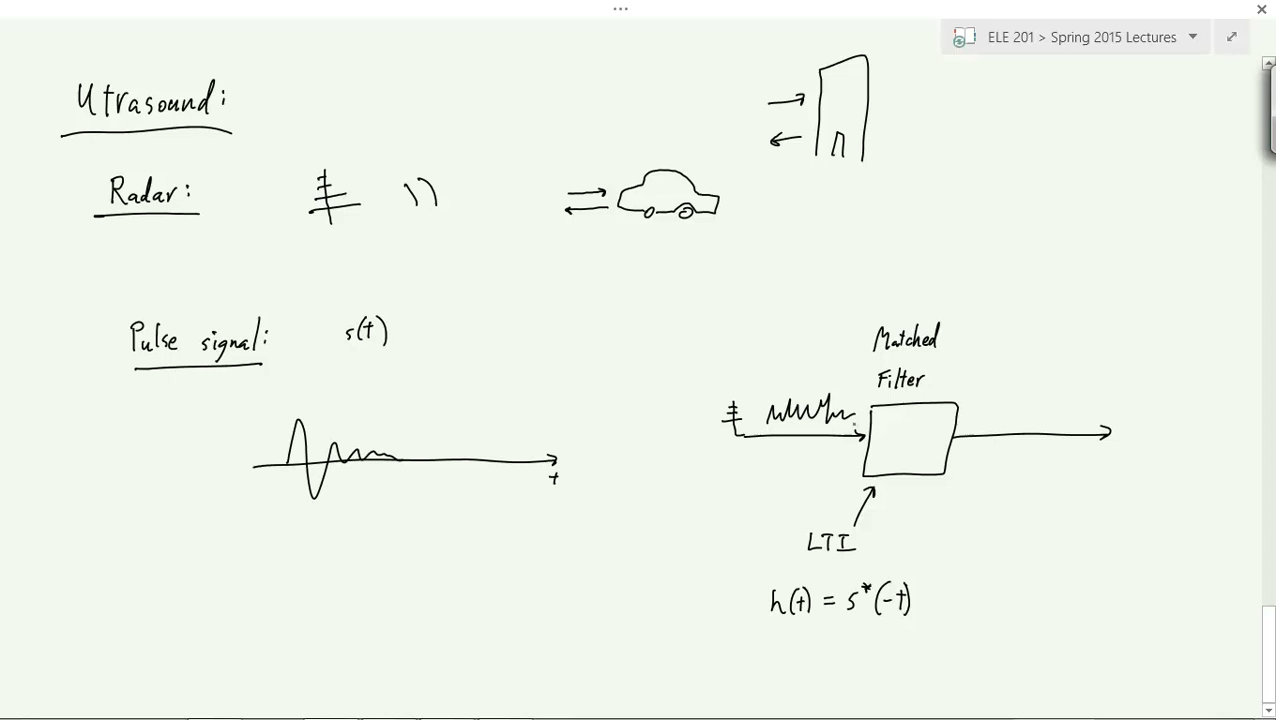 ELE 201 > Spring 2015 Lectures
Utrasound:
Radar:
Pulse signal: s(t)
t
Matched
Filter
LTI
h(t) = s*(-t)